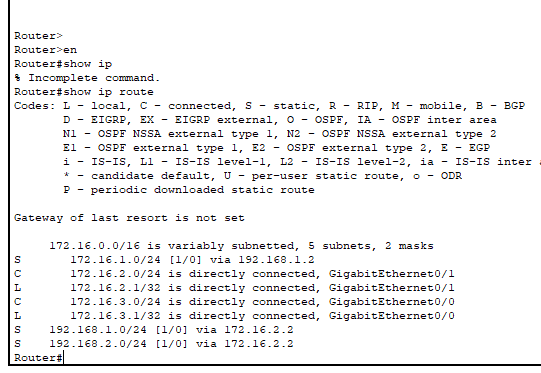 Router>
Router>en
Router#show ip
% Incomplete command.
Router#show ip route
Codes: L - local, C - connected, S - static, R - RIP, M - mobile, B - BGP
D - EIGRP, EX - EIGRP external, O - OSPF, IA - OSPF inter area
N1 - OSPF NSSA external type 1, N2 - OSPF NSSA external type 2
E1 - OSPF external type 1, E2 - OSPF external type 2, E - EGP
i - IS-IS, L1 - IS-IS level-1, L2 - IS-IS level-2, ia - IS-IS inter
* - candidate default, U - per-user static route, o - ODR
P - periodic downloaded static route
Gateway of last resort is not set
172.16.0.0/16 is variably subnetted, 5 subnets, 2 masks
S 172.16.1.0/24 [1/0] via 192.168.1.2
C 172.16.2.0/24 is directly connected, GigabitEthernet0/1
L 172.16.2.1/32 is directly connected, GigabitEthernet0/1
C 172.16.3.0/24 is directly connected, GigabitEthernet0/0
L 172.16.3.1/32 is directly connected, GigabitEthernet0/0
S 192.168.1.0/24 [1/0] via 172.16.2.2
S 192.168.2.0/24 [1/0] via 172.16.2.2
Router#